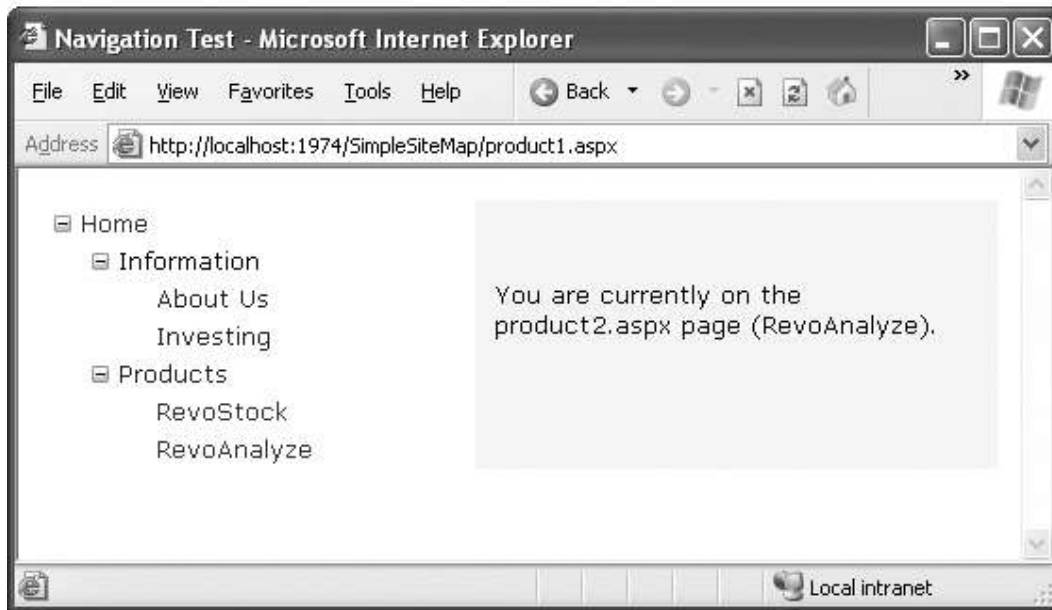 Navigation Test - Microsoft Internet Explorer
File Edit View Favorites Tools Help Back »
Address http://localhost:1974/SimpleSiteMap/product1.aspx
Home
Information
About Us
Investing
Products
RevoStock
RevoAnalyze
You are currently on the
product2.aspx page (RevoAnalyze).
Local intranet